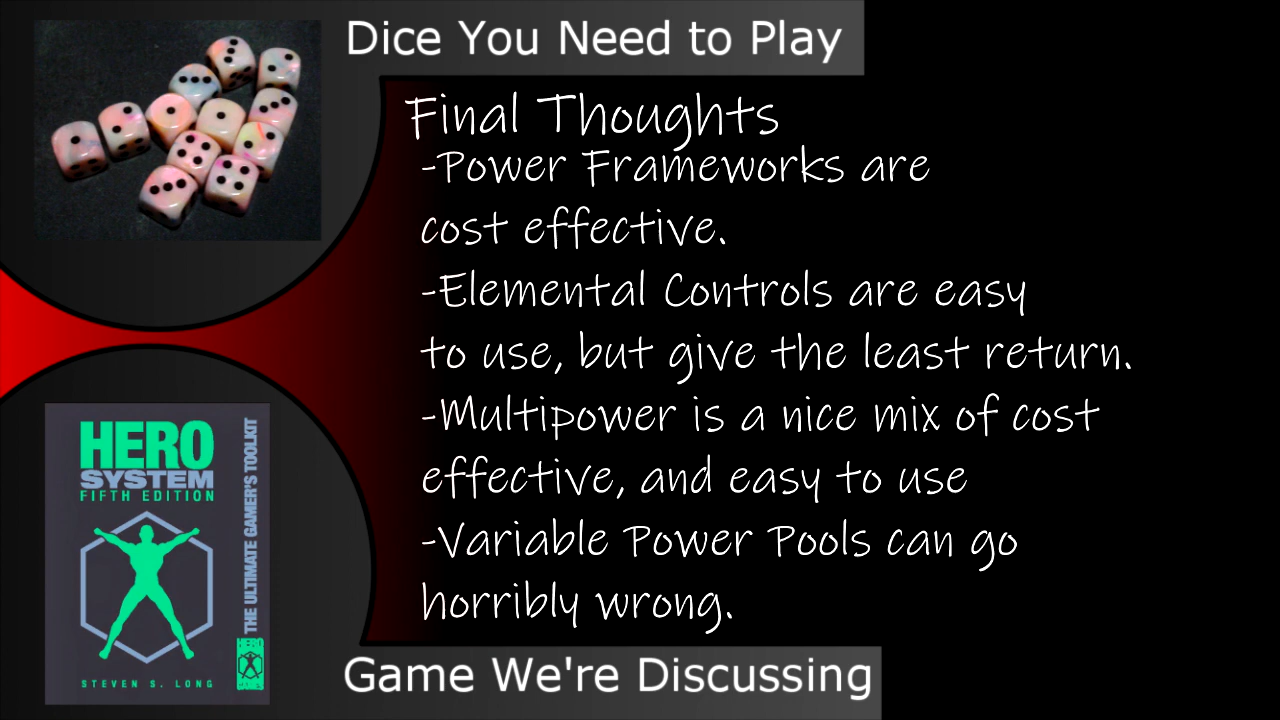 Dice You Need to Play
Final Thoughts
-Power Frameworks are
cost effective.
-Elemental Controls are easy
to use, but give the least return.
-Multipower is a nice mix of cost
effective, and easy to use
-Variable Power Pools can go
horribly wrong.
HERO
SYSTEM
FIFTH EDITION
THE ULTIMATE GAMER'S TOOLKIT
STEVEN S. LONG
HERO
Game We're Discussing